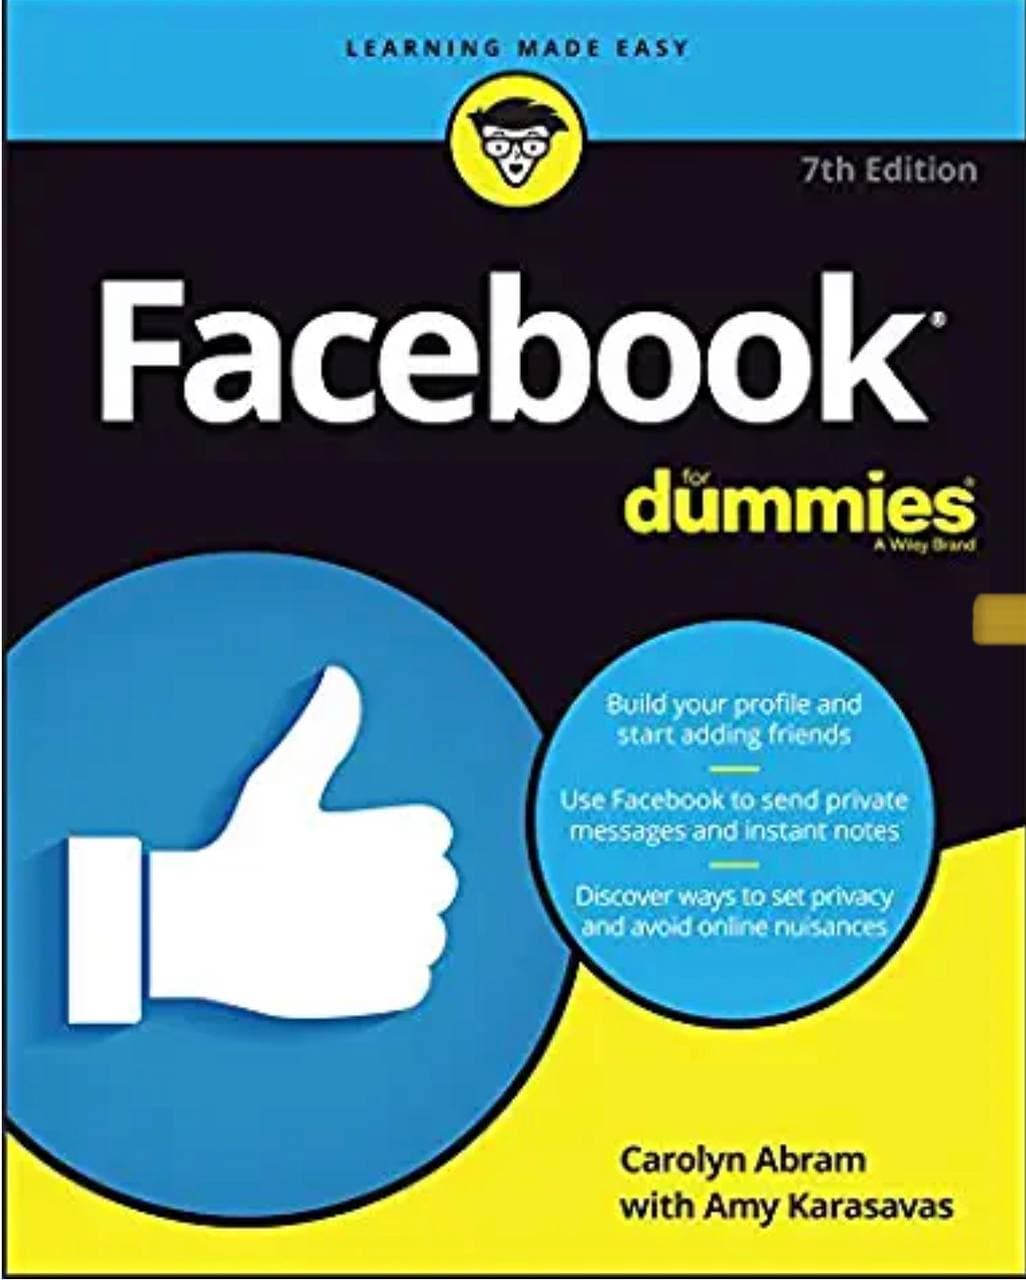 LEARNING MADE EASY
7th Edition
Facebook®
for
dummies®
A Wiley Brand
Build your profile and
start adding friends
Use Facebook to send private
messages and instant notes
Discover ways to set privacy
and avoid online nuisances
Carolyn Abram
with Amy Karasavas